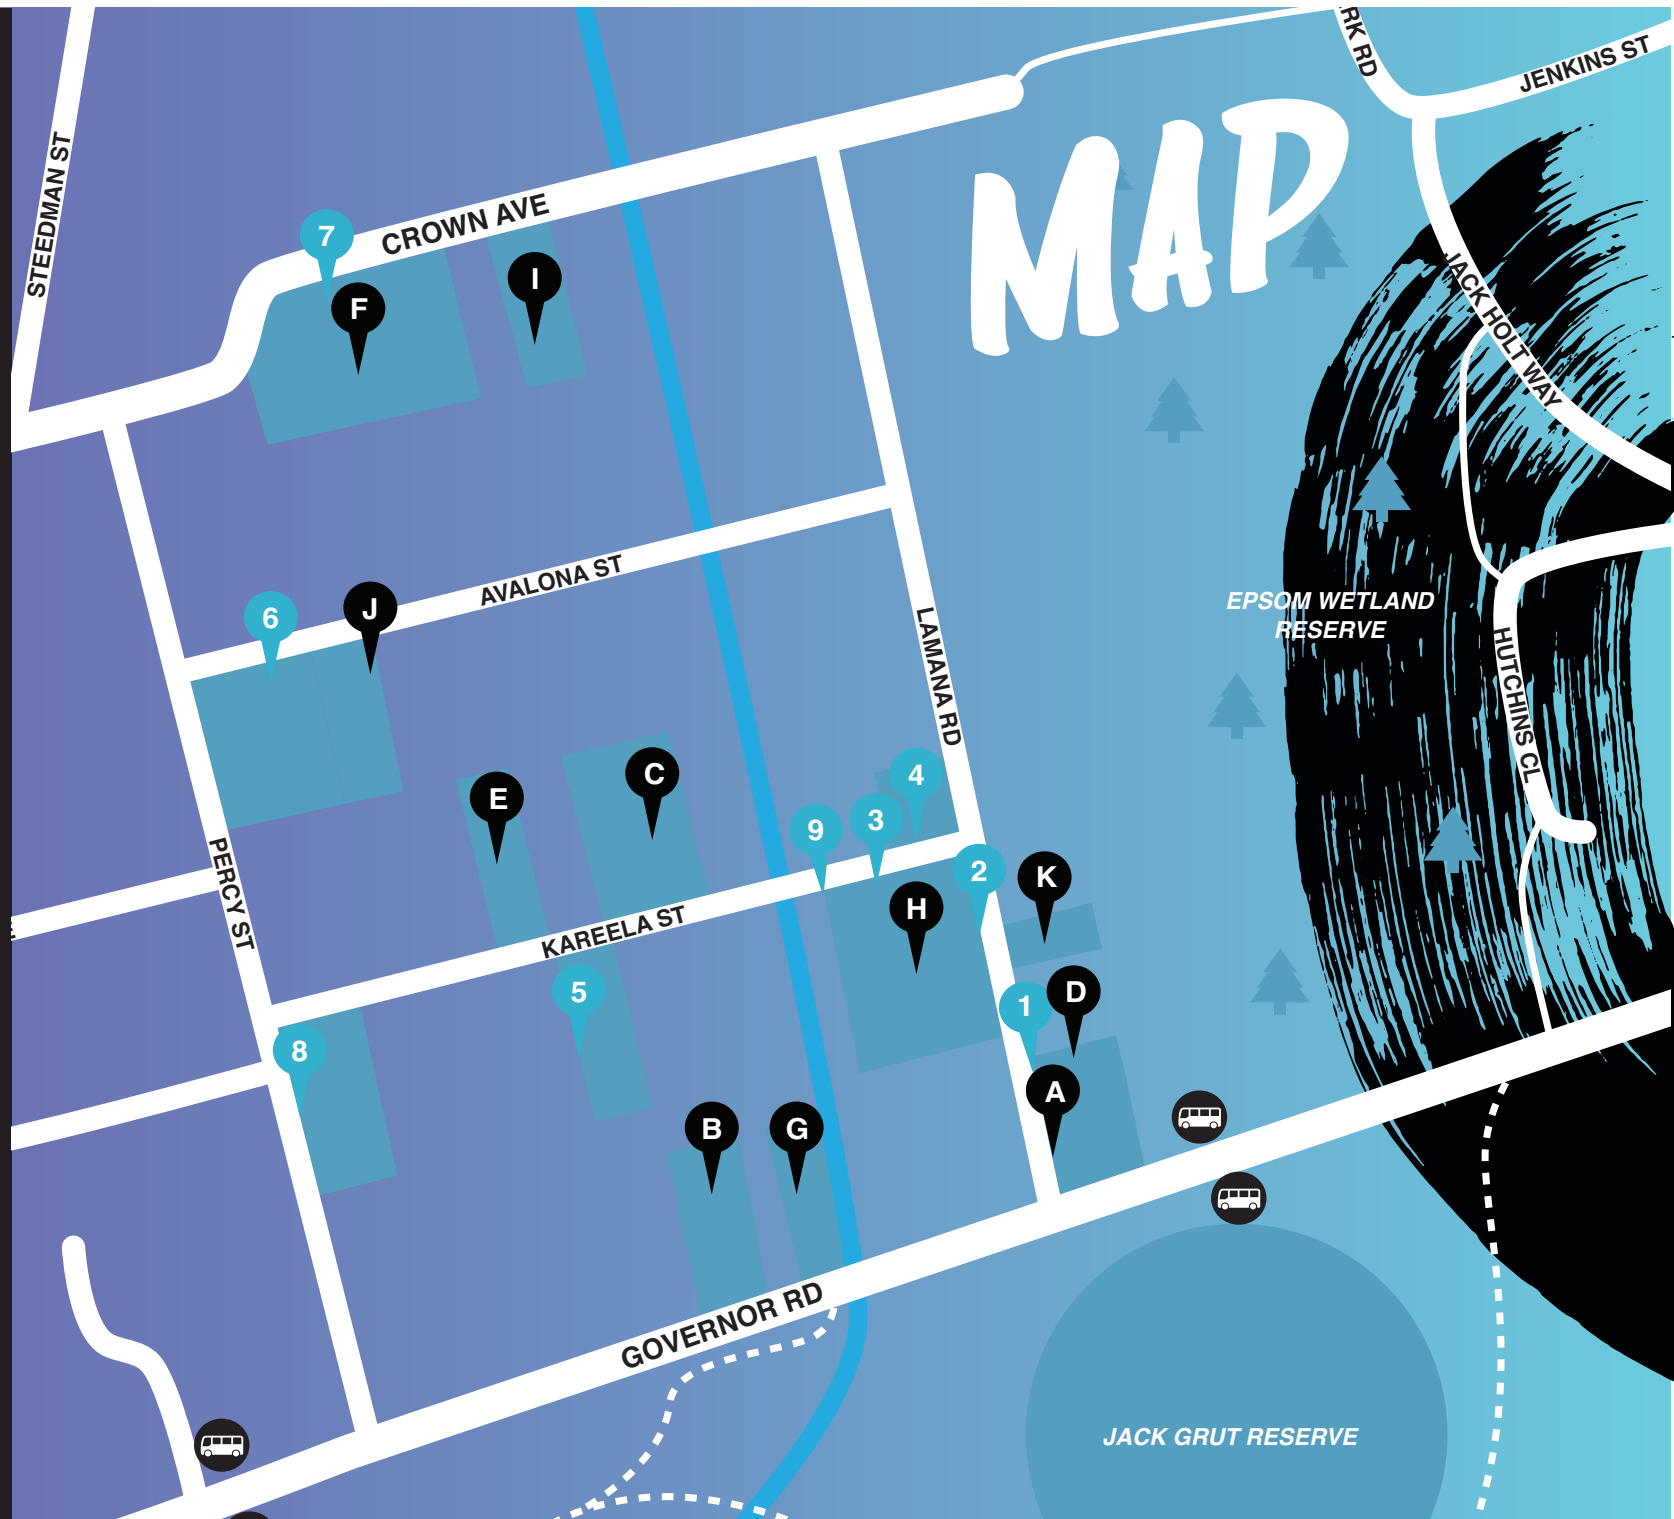 RK RD
JENKINS ST
MAP
STEEDMAN ST
7
CROWN AVE
I
F
JACK HOLT WAY
AVALONA ST
6
J
EPSOM WETLAND
RESERVE
LAMANA RD
HUTCHINS CL
E
C
4
9
3
2
K
H
PERCY ST
KAREELA ST
5
1
D
8
A
B
G
GOVERNOR RD
JACK GRUT RESERVE